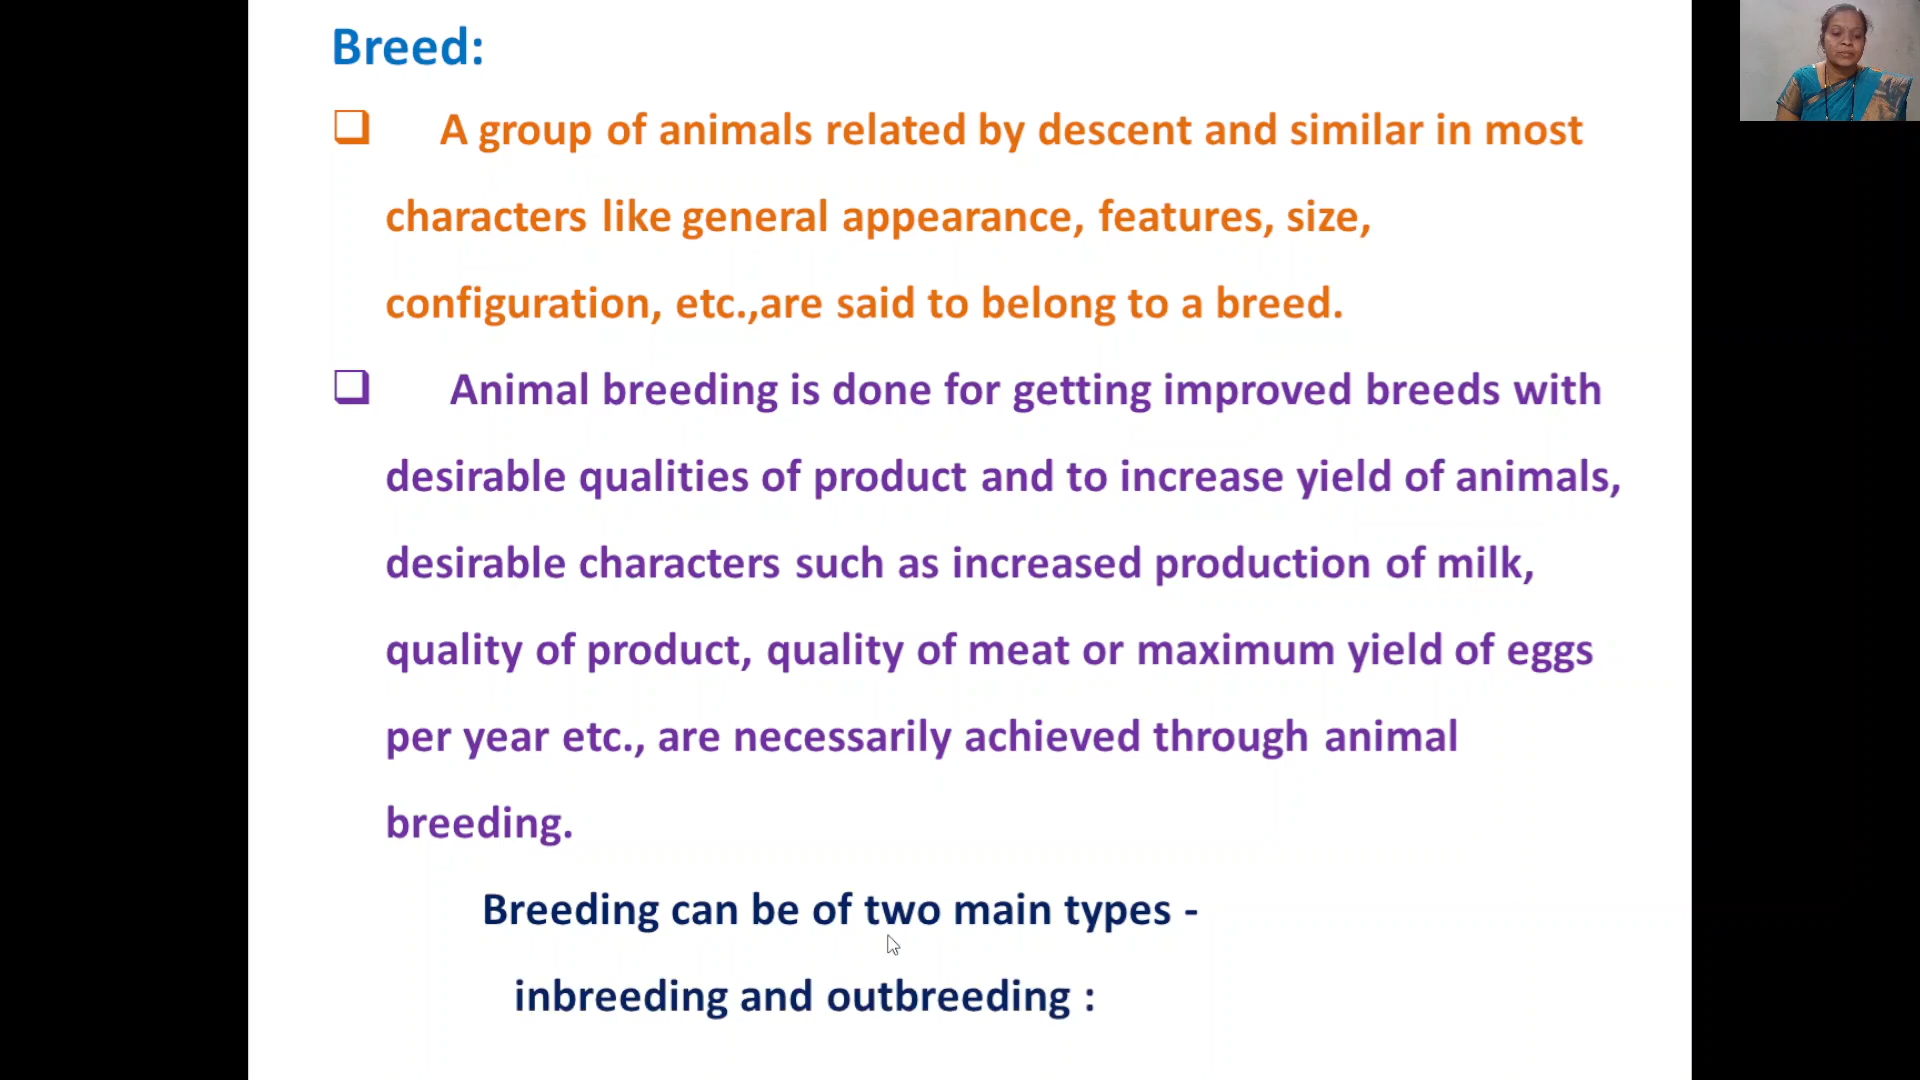 Breed:
A group of animals related by descent and similar in most
characters like general appearance, features, size,
configuration, etc.,are said to belong to a breed.
Animal breeding is done for getting improved breeds with
desirable qualities of product and to increase yield of animals,
desirable characters such as increased production of milk,
quality of product, quality of meat or maximum yield of eggs
per year etc., are necessarily achieved through animal
breeding.
Breeding can be of two main types -
inbreeding and outbreeding :